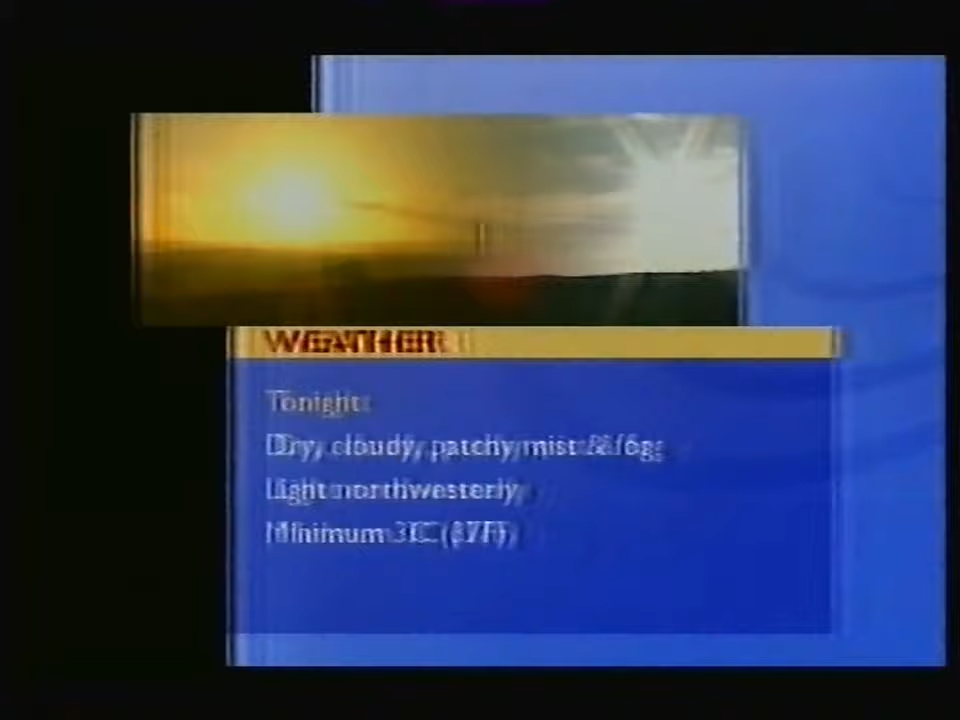 WEATHER
Tonight:
Dry, cloudy, patchy mist & fog
Light northwesterly
Minimum 3C (37F)